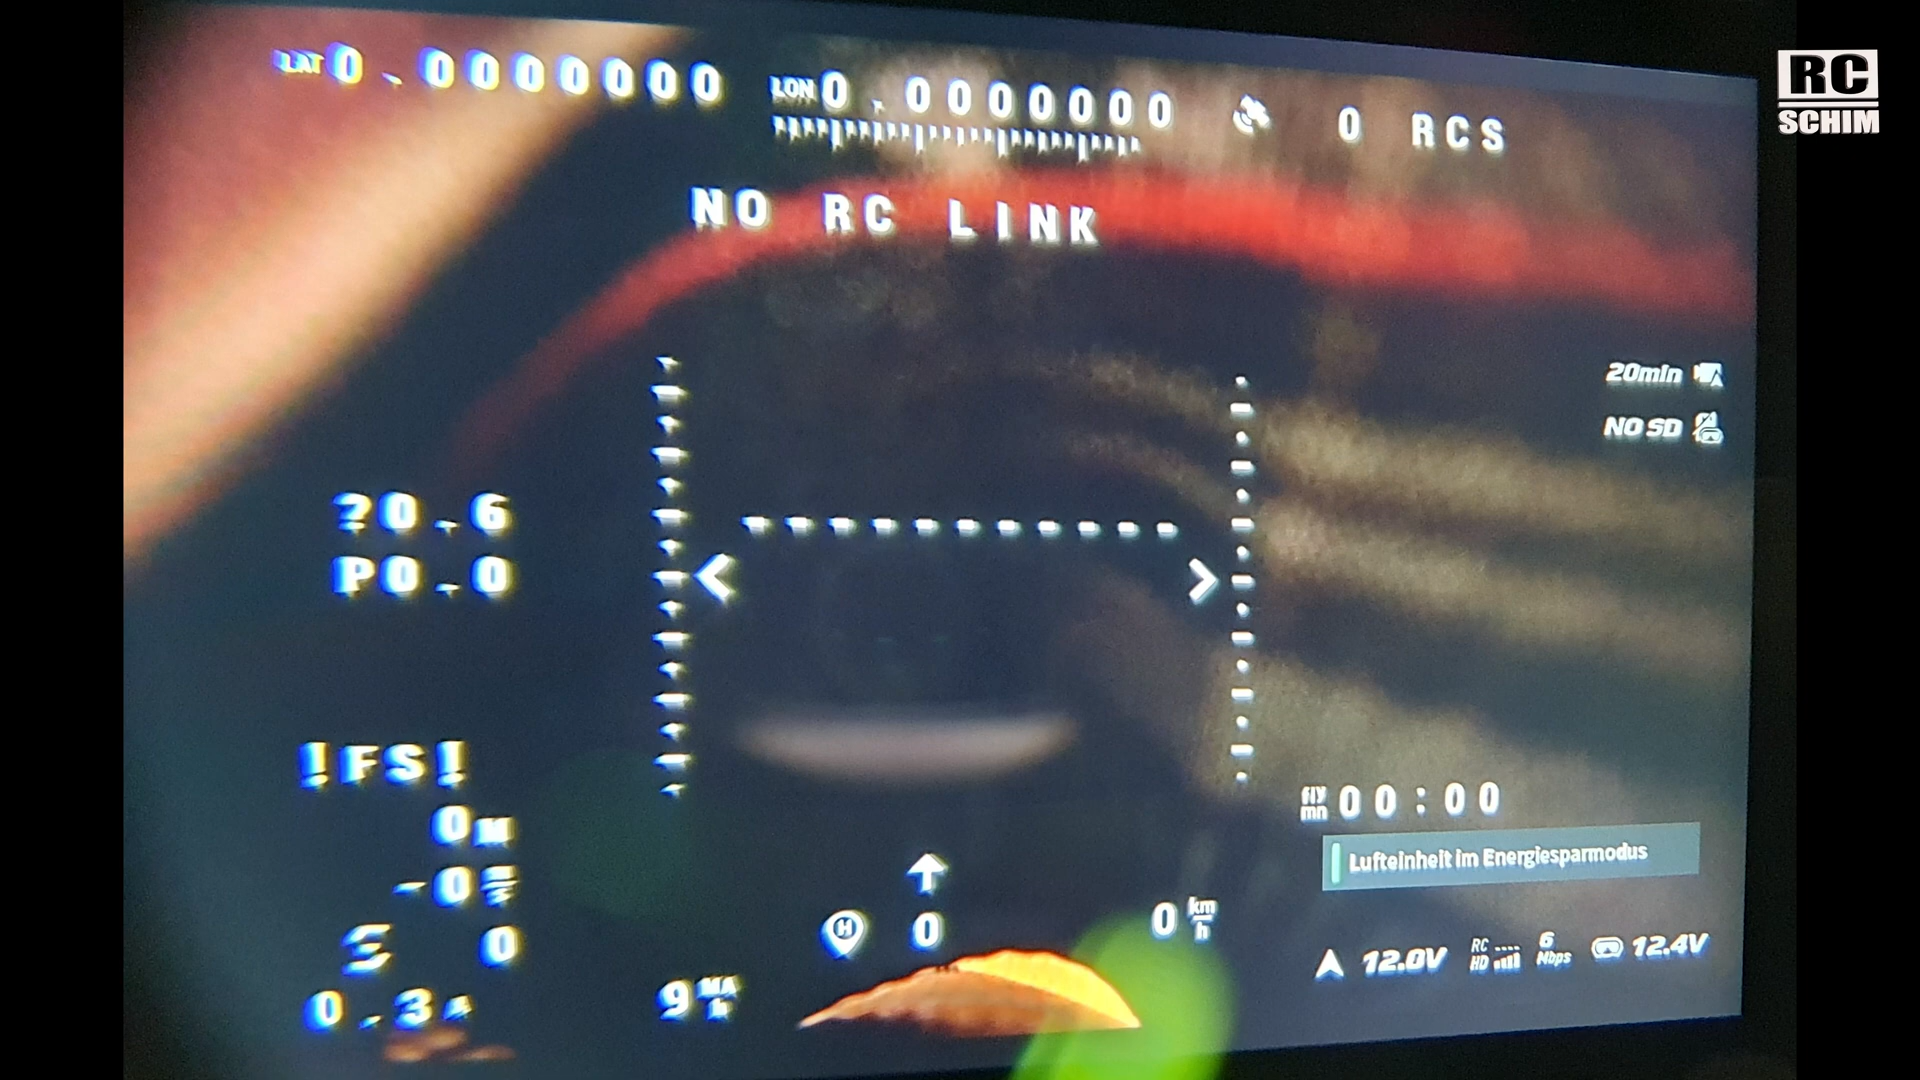 LAT 0.0000000 LON 0.0000000 0 RCS
RC
SCHIM
NO RC LINK
20min
NO SD
?0.6
P0.0
!FS!
0M
-0 m/s
0
0.3A
9 MAh
H
0
0 km/h
fly mn 00:00
Lufteinheit im Energiesparmodus
12.0V RC ---- HD 6 Mbps 12.4V